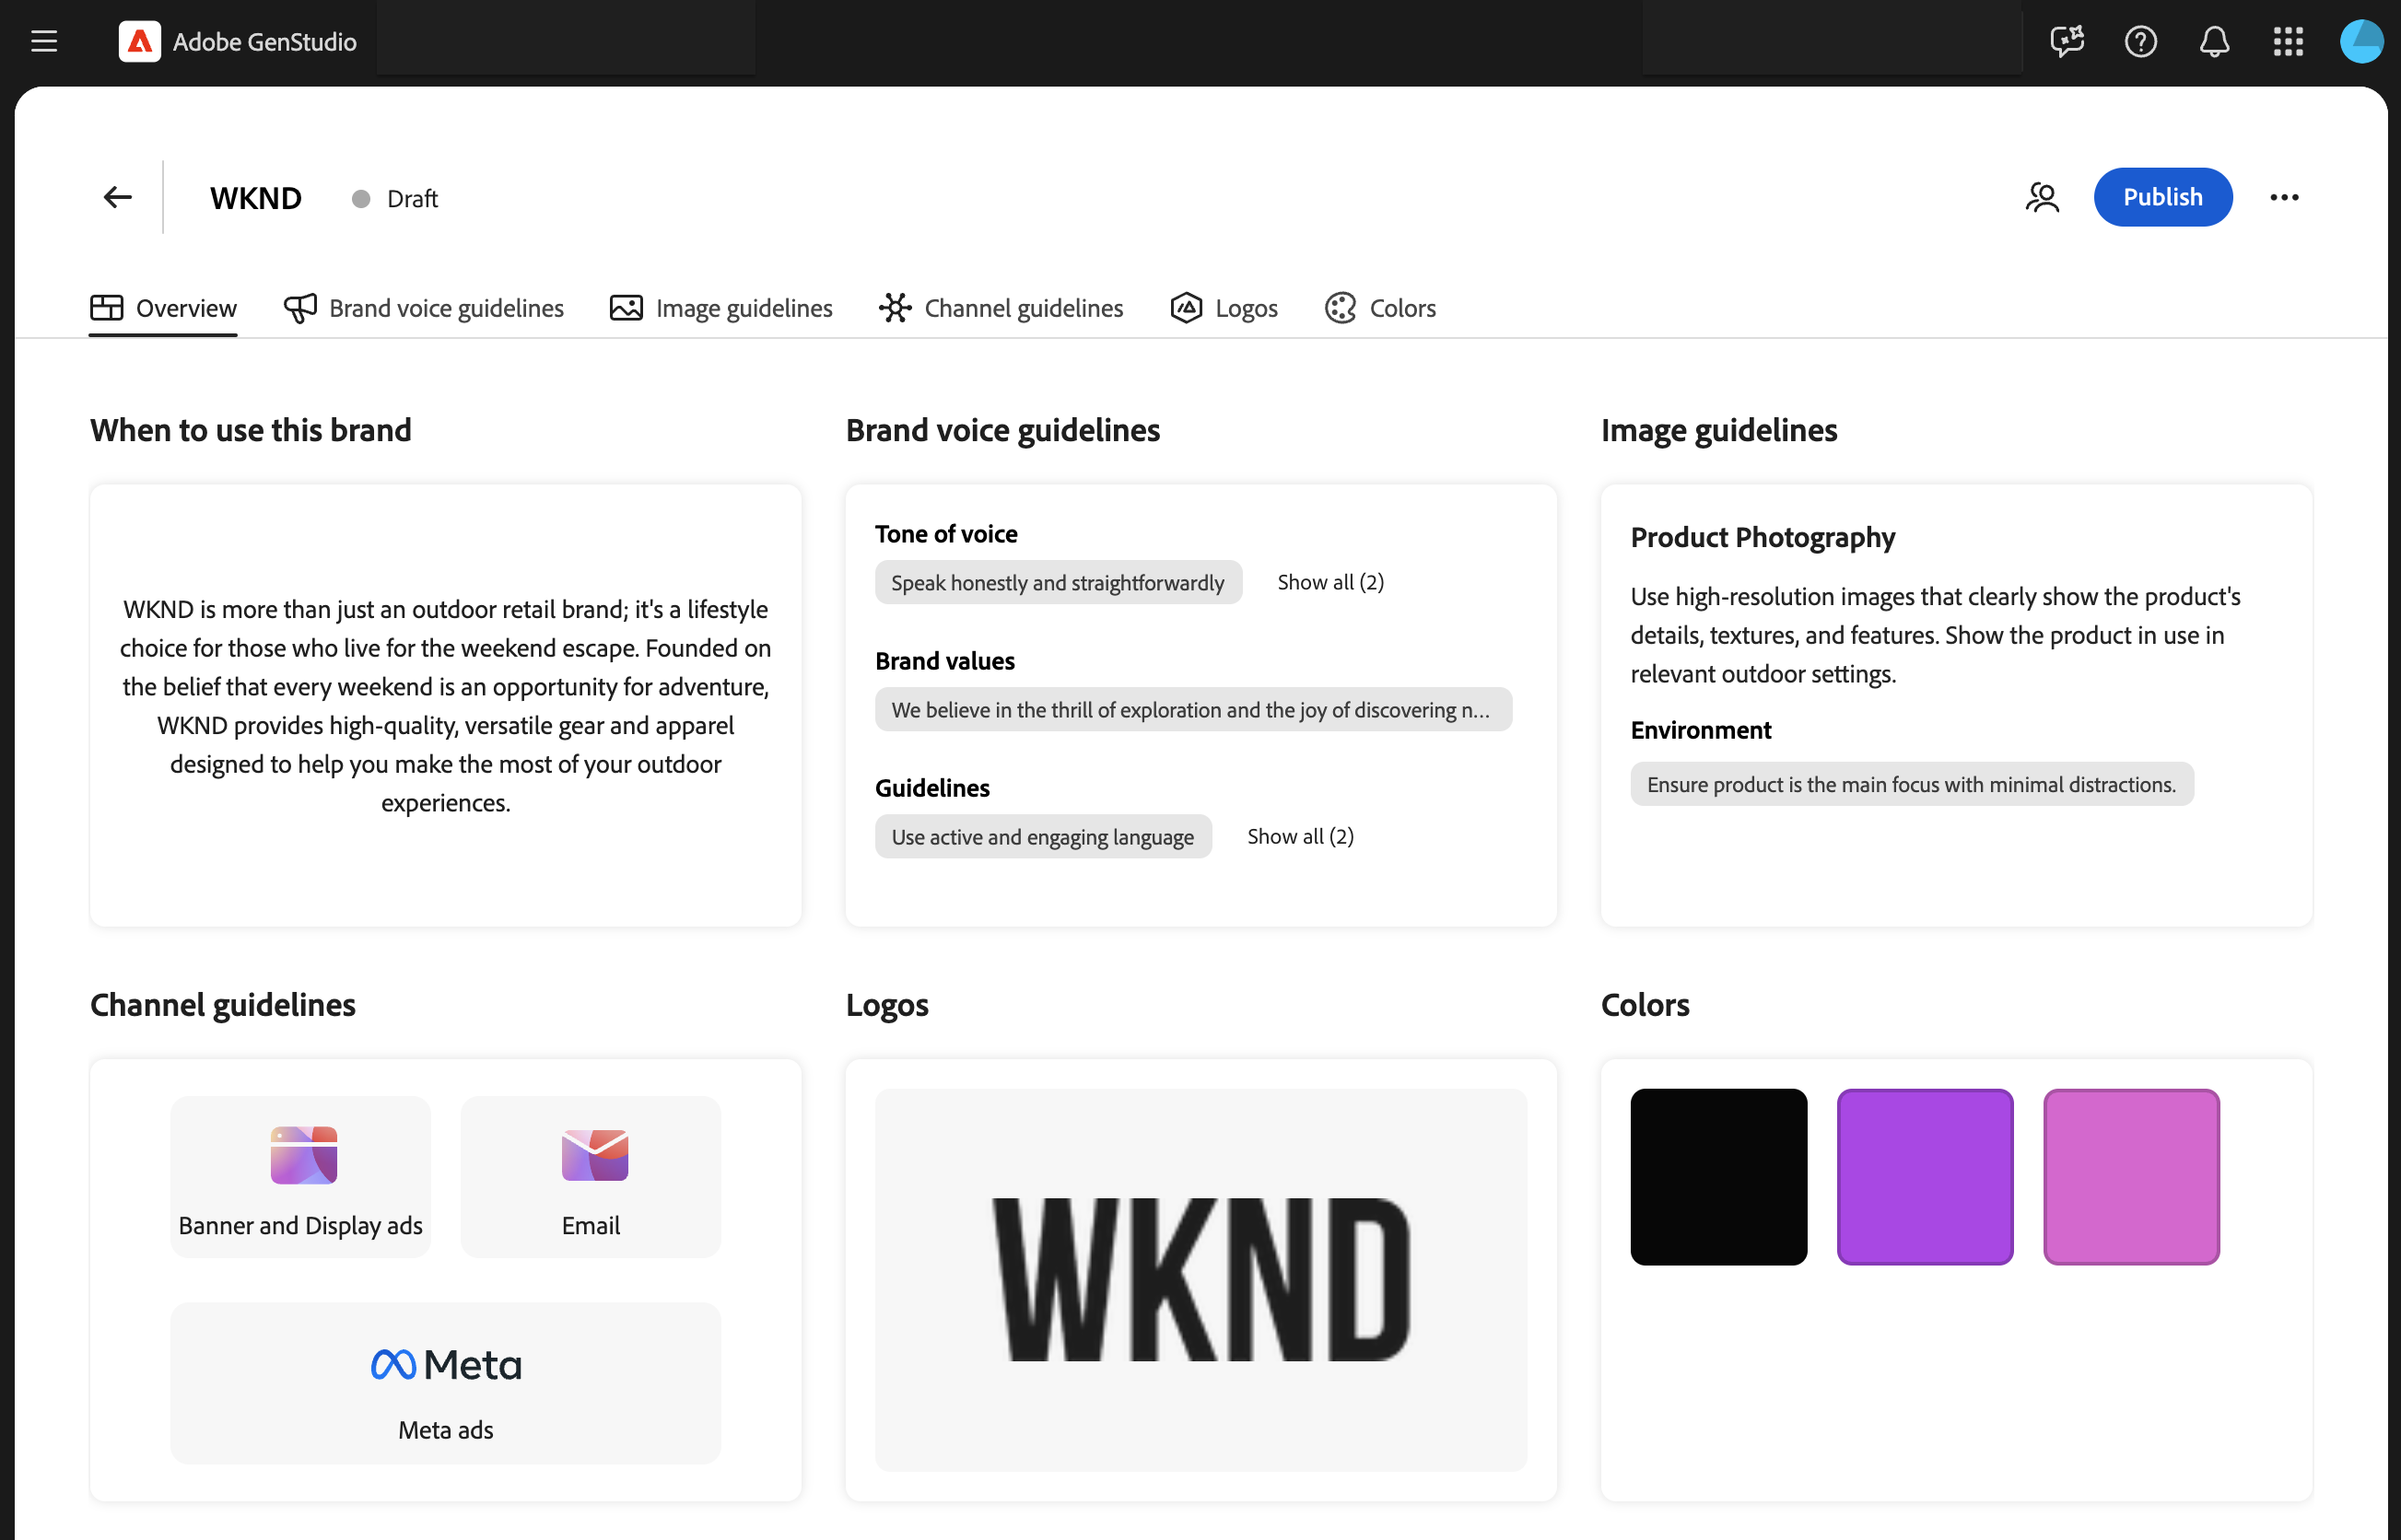 Adobe GenStudio
WKND
Draft
Publish
Overview
Brand voice guidelines
Image guidelines
Channel guidelines
Logos
Colors
When to use this brand
WKND is more than just an outdoor retail brand; it's a lifestyle
choice for those who live for the weekend escape. Founded on
the belief that every weekend is an opportunity for adventure,
WKND provides high-quality, versatile gear and apparel
designed to help you make the most of your outdoor
experiences.
Brand voice guidelines
Tone of voice
Speak honestly and straightforwardly
Show all (2)
Brand values
We believe in the thrill of exploration and the joy of discovering n...
Guidelines
Use active and engaging language
Show all (2)
Image guidelines
Product Photography
Use high-resolution images that clearly show the product's
details, textures, and features. Show the product in use in
relevant outdoor settings.
Environment
Ensure product is the main focus with minimal distractions.
Channel guidelines
Banner and Display ads
Email
Meta
Meta ads
Logos
WKND
Colors